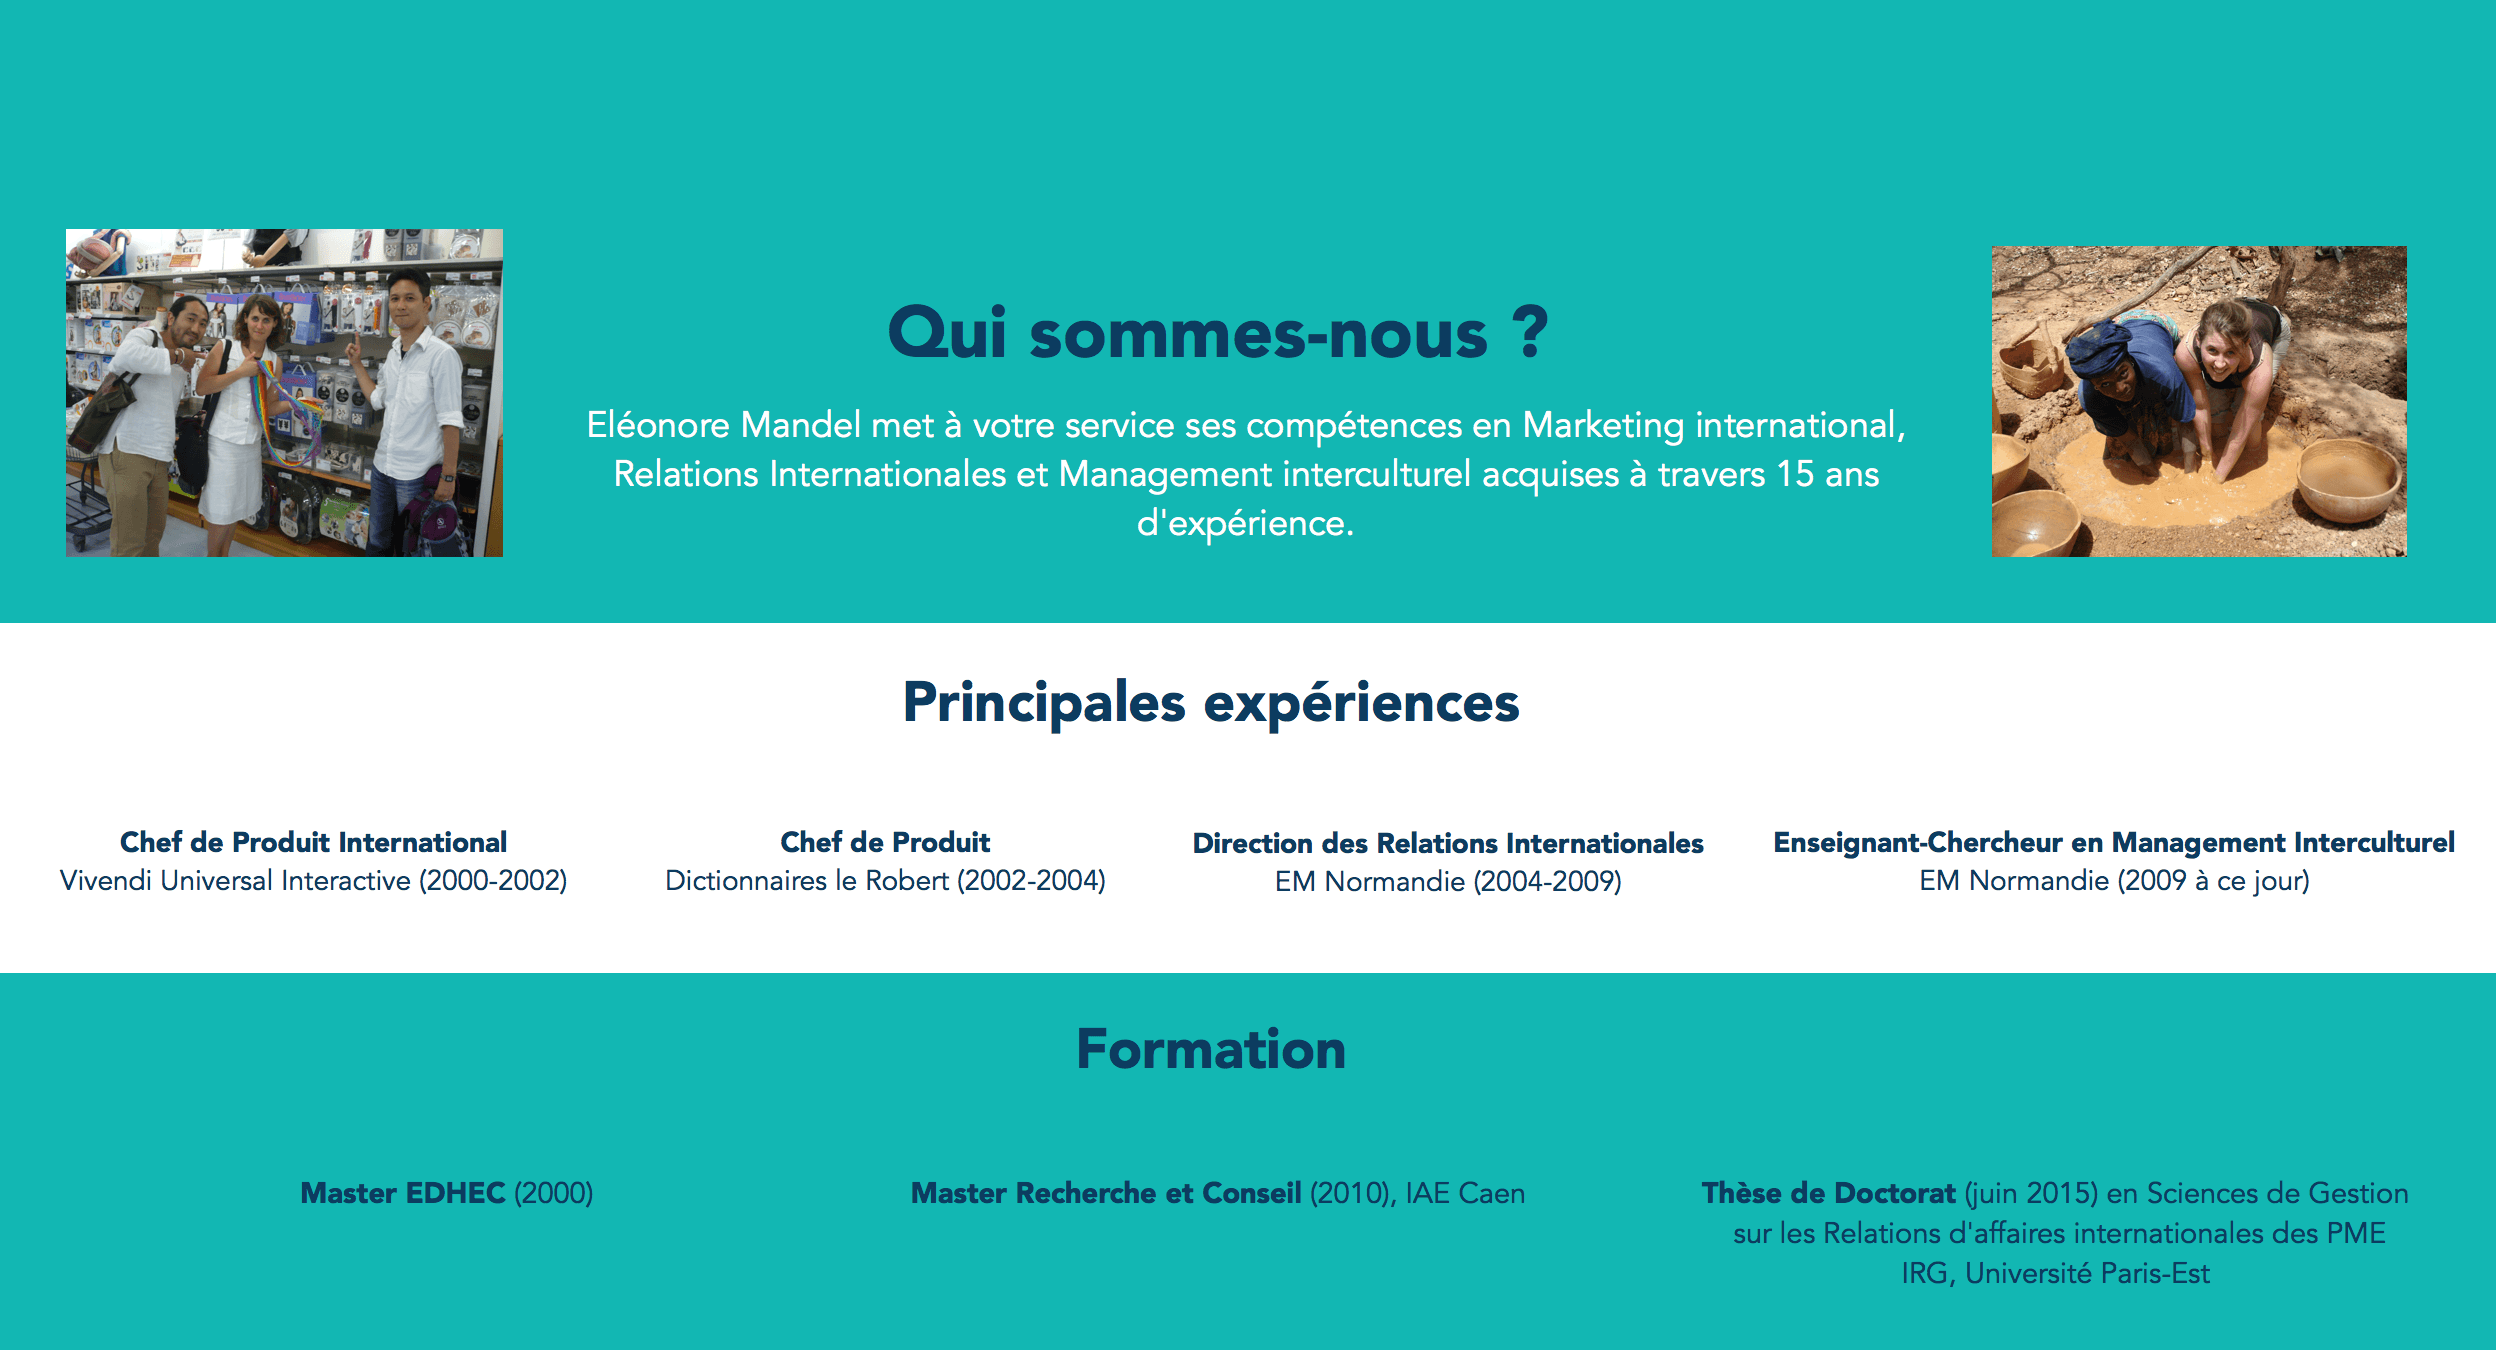 Qui sommes-nous ?
Eléonore Mandel met à votre service ses compétences en Marketing international,
Relations Internationales et Management interculturel acquises à travers 15 ans
d'expérience.
Principales expériences
Chef de Produit International
Vivendi Universal Interactive (2000-2002)
Chef de Produit
Dictionnaires le Robert (2002-2004)
Direction des Relations Internationales
EM Normandie (2004-2009)
Enseignant-Chercheur en Management Interculturel
EM Normandie (2009 à ce jour)
Formation
Master EDHEC (2000)
Master Recherche et Conseil (2010), IAE Caen
Thèse de Doctorat (juin 2015) en Sciences de Gestion
sur les Relations d'affaires internationales des PME
IRG, Université Paris-Est